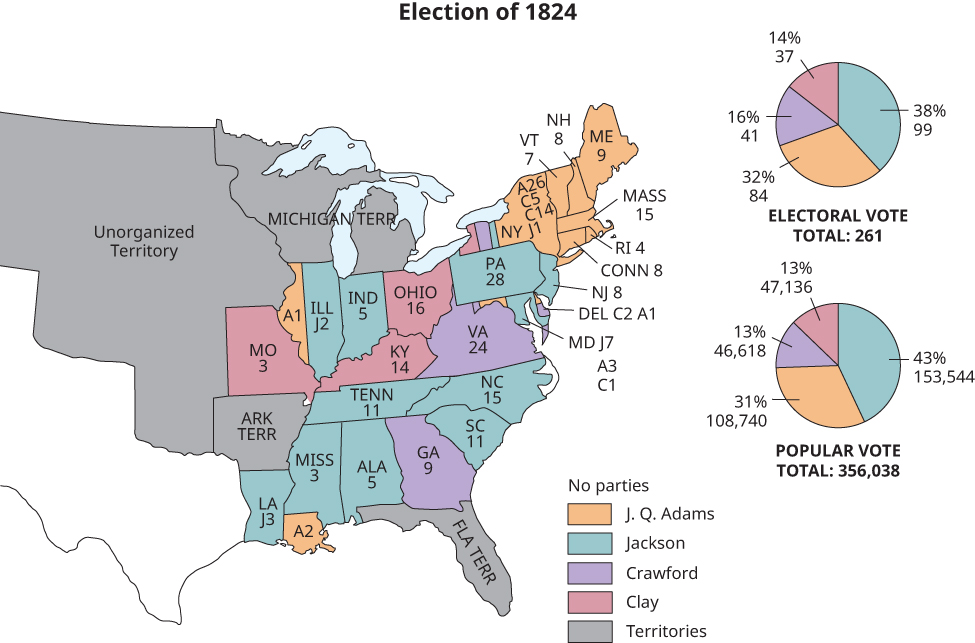 Election of 1824
14%
37
38%
99
16%
41
32%
84
ELECTORAL VOTE
TOTAL: 261
13%
47,136
13%
46,618
43%
153,544
31%
108,740
POPULAR VOTE
TOTAL: 356,038
NH
8
VT
7
ME
9
MASS
15
RI 4
CONN 8
NJ 8
DEL C2 A1
MD J7
A3
C1
A26
C5
C14
NY J1
PA
28
MICHIGAN TERR
Unorganized
Territory
A1
ILL
J2
IND
5
OHIO
16
VA
24
MO
3
KY
14
NC
15
TENN
11
ARK
TERR
SC
11
MISS
3
ALA
5
GA
9
LA
J3
A2
FLA TERR
No parties
J. Q. Adams
Jackson
Crawford
Clay
Territories